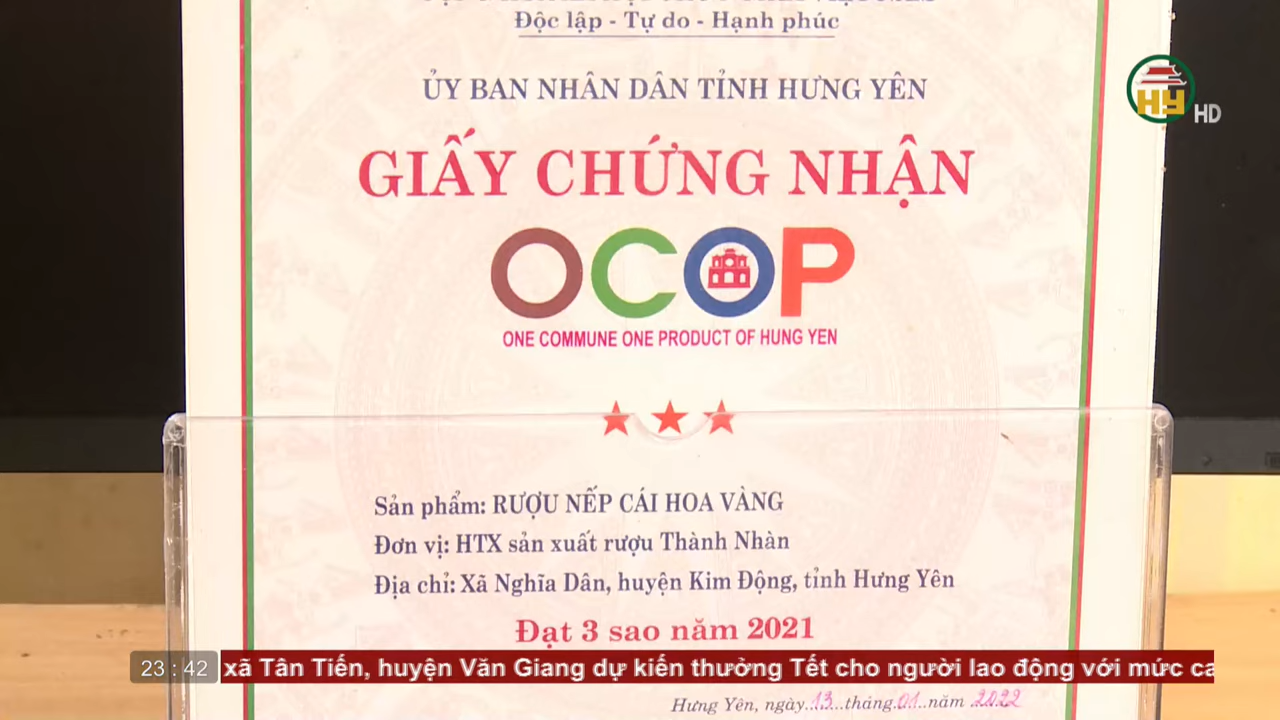 Độc lập - Tự do - Hạnh phúc
ỦY BAN NHÂN DÂN TỈNH HƯNG YÊN
HY HD
GIẤY CHỨNG NHẬN
OCOP
ONE COMMUNE ONE PRODUCT OF HUNG YEN
Sản phẩm: RƯỢU NẾP CÁI HOA VÀNG
Đơn vị: HTX sản xuất rượu Thành Nhàn
Địa chỉ: Xã Nghĩa Dân, huyện Kim Động, tỉnh Hưng Yên
Đạt 3 sao năm 2021
23 : 42 xã Tân Tiến, huyện Văn Giang dự kiến thưởng Tết cho người lao động với mức
Hưng Yên, ngày..13...tháng.01..năm .2022